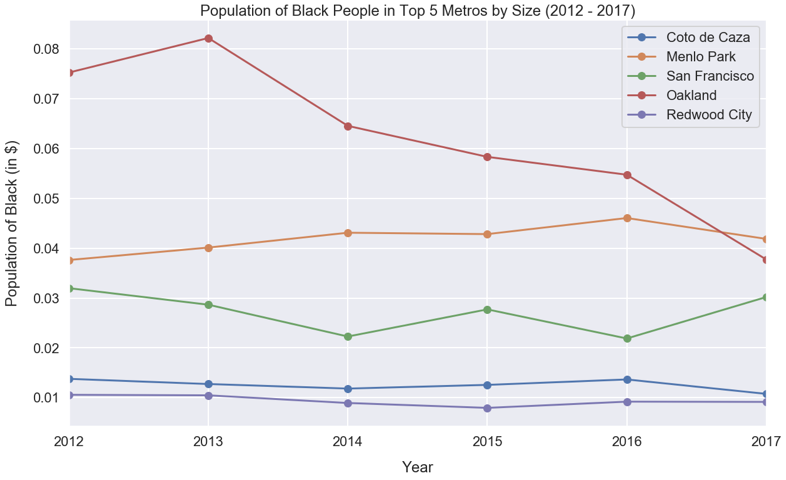 Population of Black People in Top 5 Metros by Size (2012 - 2017)
Coto de Caza
Menlo Park
San Francisco
Oakland
Redwood City
Population of Black (in $)
0.08
0.07
0.06
0.05
0.04
0.03
0.02
0.01
2012 2013 2014 2015 2016 2017
Year